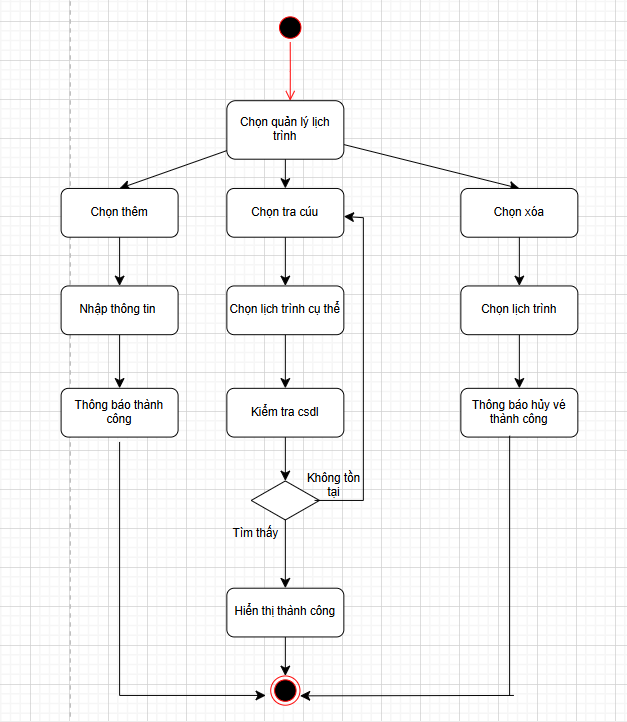 Chọn quản lý lịch
trình
Chọn thêm
Chọn tra cúu
Chọn xóa
Nhập thông tin
Chọn lịch trình cụ thể
Chọn lịch trình
Thông báo thành
công
Kiểm tra csdl
Thông báo hủy vé
thành công
Không tồn
tại
Tìm thấy
Hiển thị thành công